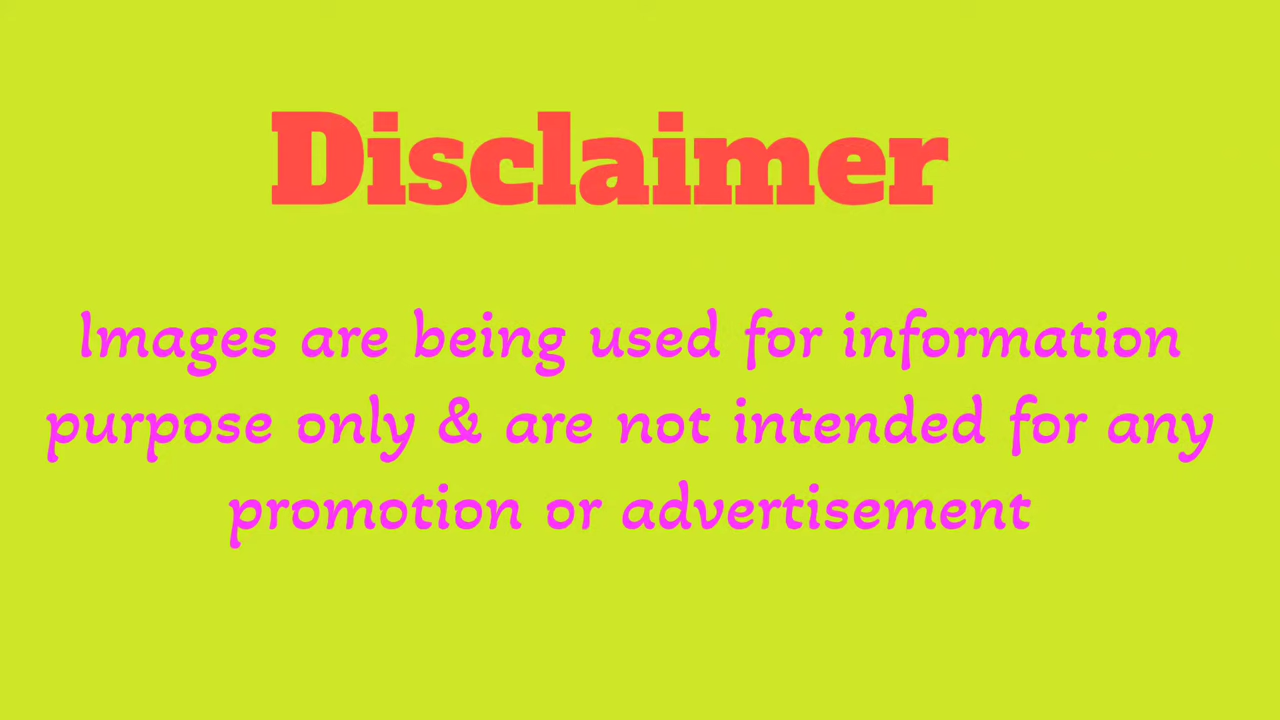 Disclaimer
Images are being used for information
purpose only & are not intended for any
promotion or advertisement